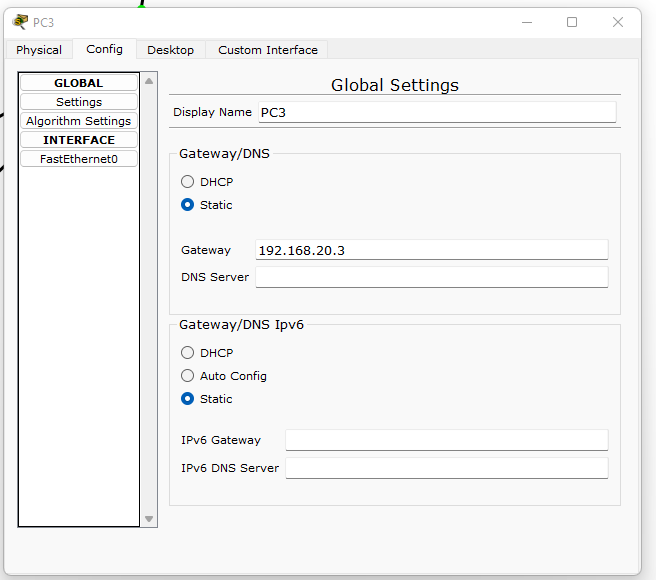 PC3
Physical Config Desktop Custom Interface
GLOBAL
Settings
Algorithm Settings
INTERFACE
FastEthernet0
Global Settings
Display Name PC3
Gateway/DNS
DHCP
Static
Gateway 192.168.20.3
DNS Server
Gateway/DNS Ipv6
DHCP
Auto Config
Static
IPv6 Gateway
IPv6 DNS Server